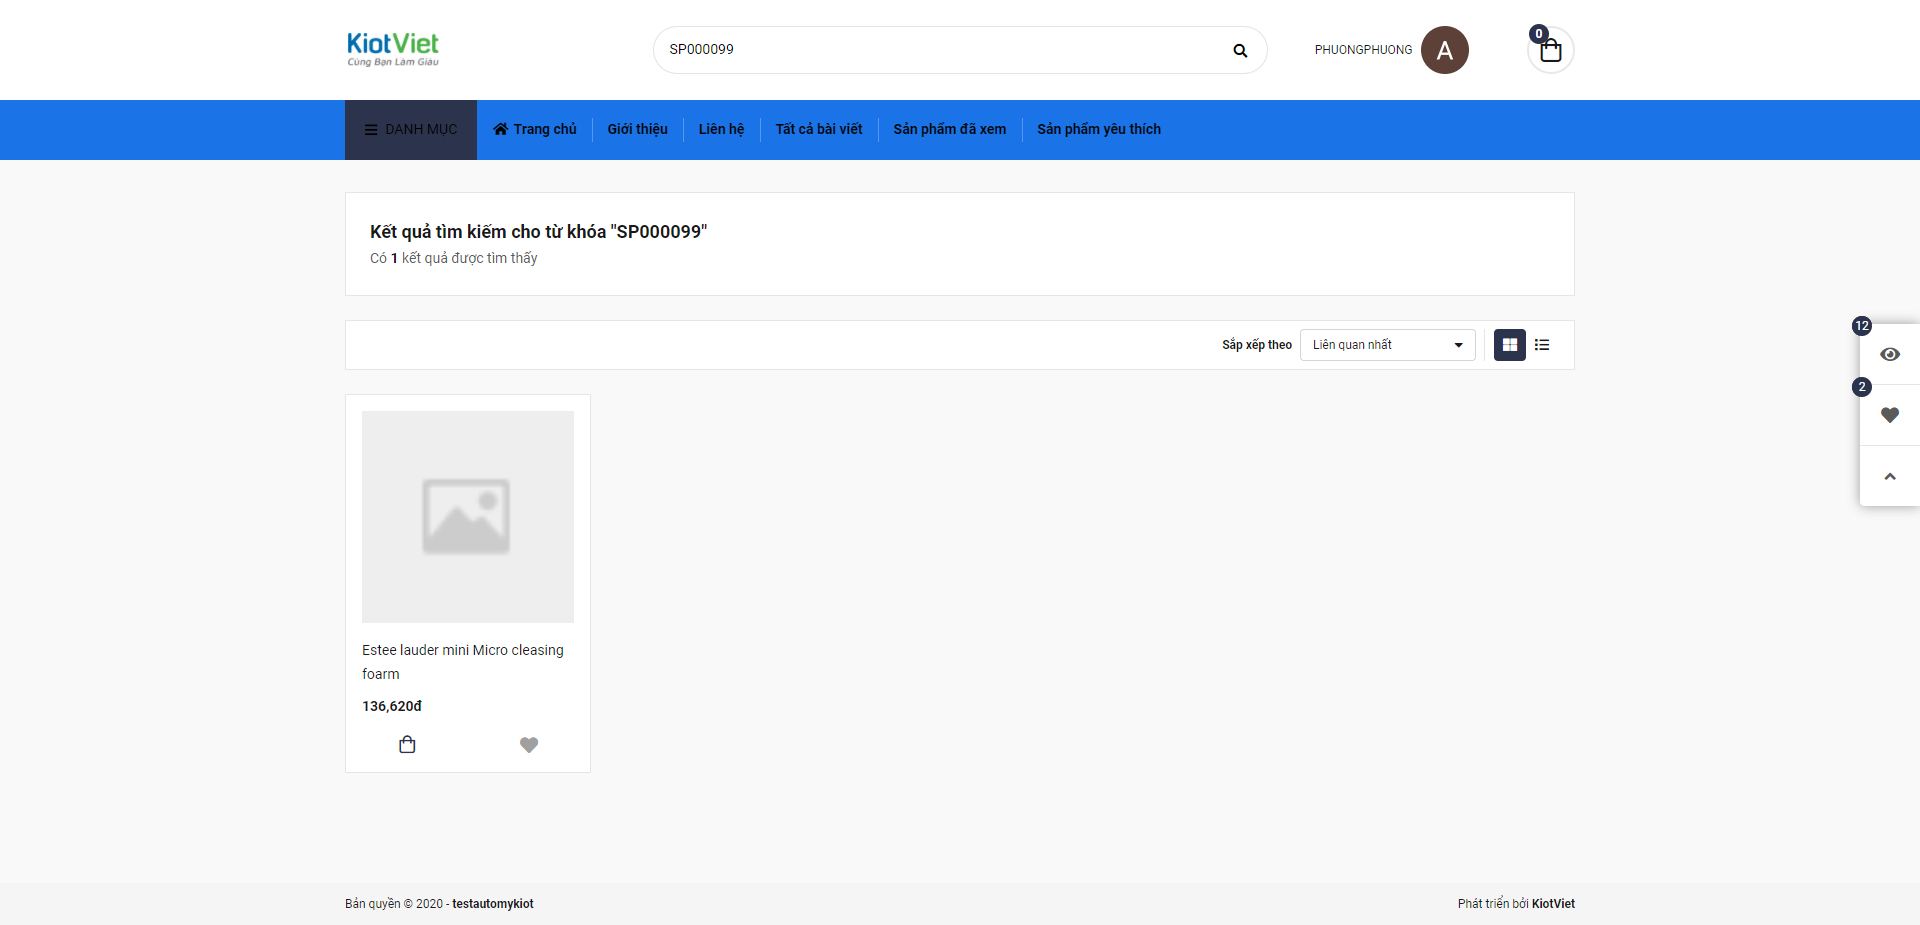 KiotViet
Cùng Bạn Làm Giàu
SP000099
PHUONGPHUONG
A
0
DANH MỤC
Trang chủ
Giới thiệu
Liên hệ
Tất cả bài viết
Sản phẩm đã xem
Sản phẩm yêu thích
Kết quả tìm kiếm cho từ khóa "SP000099"
Có 1 kết quả được tìm thấy
Sắp xếp theo
Liên quan nhất
12
2
Estee lauder mini Micro cleasing
foarm
136,620đ
Bản quyền © 2020 - testautomykiot
Phát triển bởi KiotViet